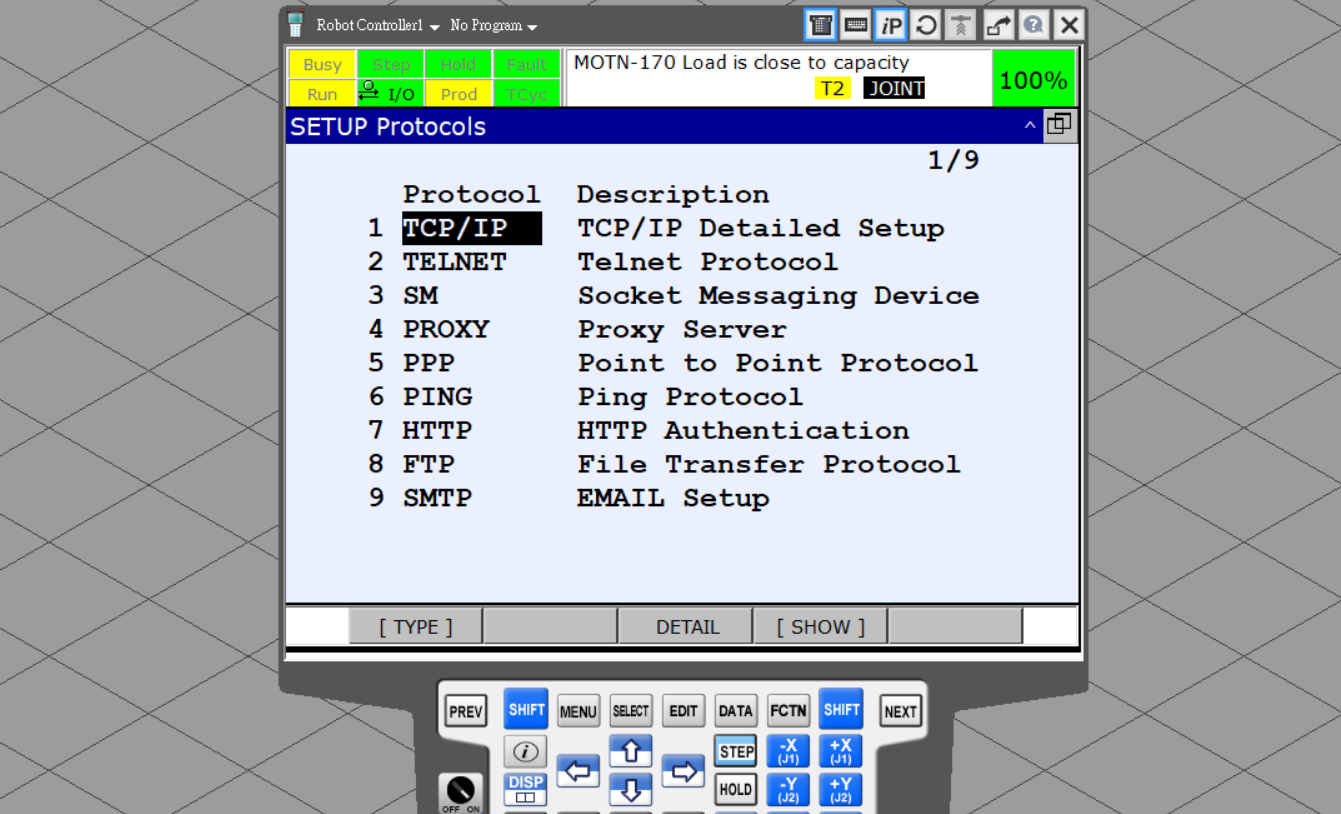 Robot Controller1 No Program
iP
Busy Step Hold Fault
Run I/O Prod TCyc
MOTN-170 Load is close to capacity
T2 JOINT
100%
SETUP Protocols
1/9
Protocol Description
1 TCP/IP TCP/IP Detailed Setup
2 TELNET Telnet Protocol
3 SM Socket Messaging Device
4 PROXY Proxy Server
5 PPP Point to Point Protocol
6 PING Ping Protocol
7 HTTP HTTP Authentication
8 FTP File Transfer Protocol
9 SMTP EMAIL Setup
[ TYPE ] DETAIL [ SHOW ]
PREV SHIFT MENU SELECT EDIT DATA FCTN SHIFT NEXT
i STEP -X (J1) +X (J1)
DISP HOLD -Y (J2) +Y (J2)
OFF ON